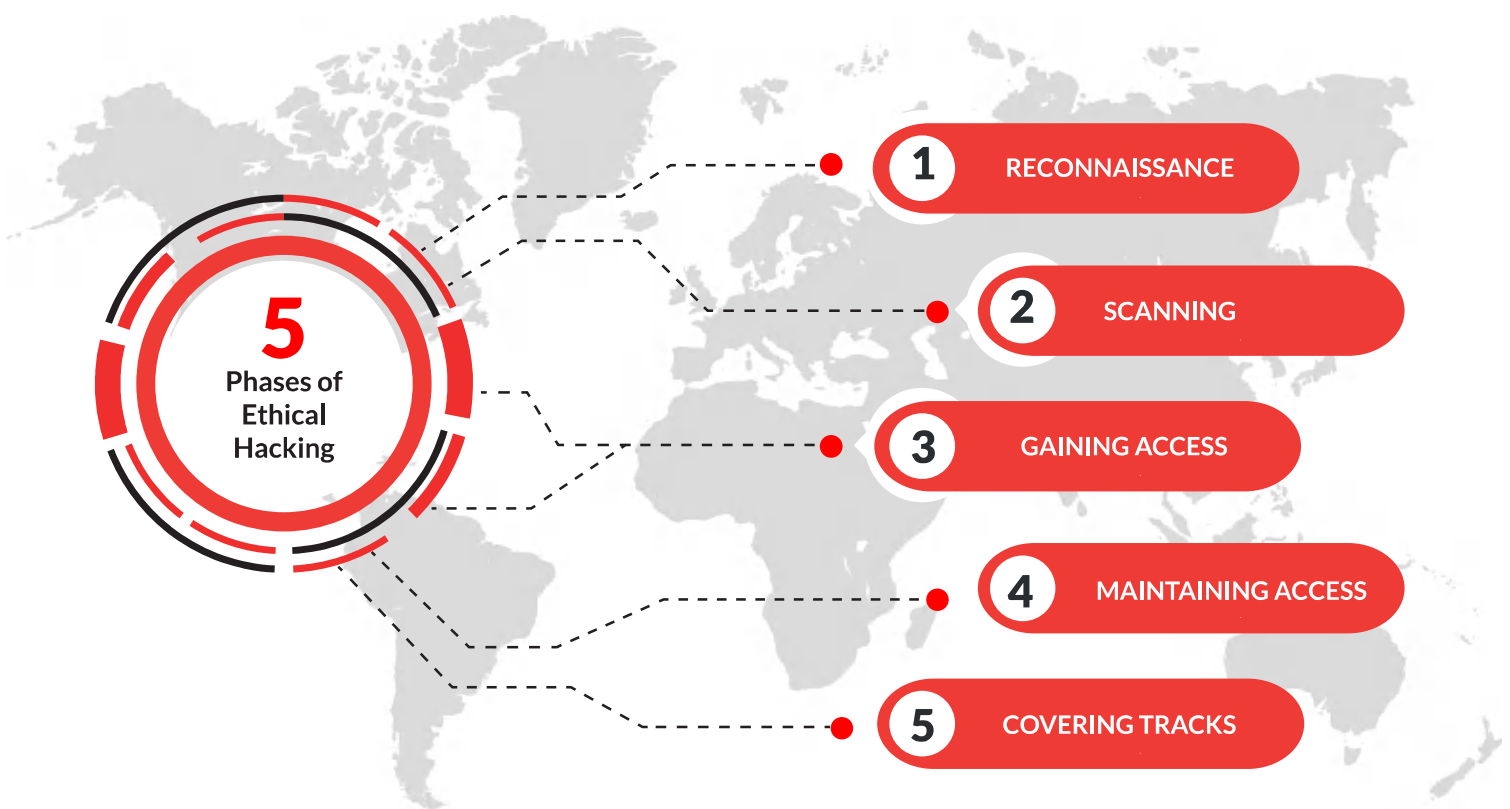 5
Phases of
Ethical
Hacking
1 RECONNAISSANCE
2 SCANNING
3 GAINING ACCESS
4 MAINTAINING ACCESS
5 COVERING TRACKS